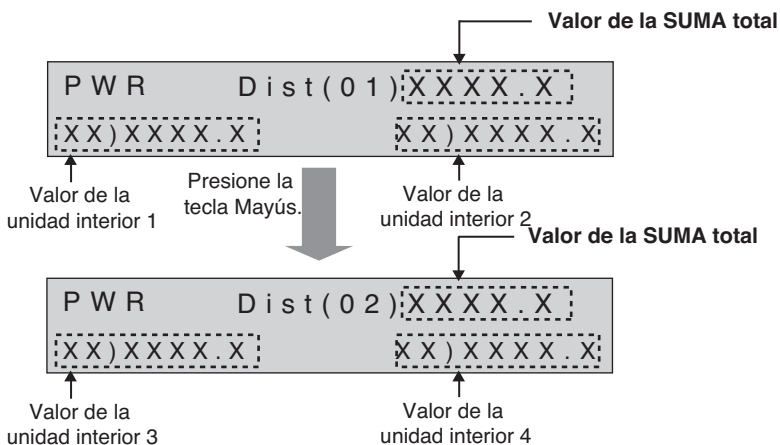 Valor de la SUMA total
PWR Dist(01)XXXX.X
XX)XXXX.X XX)XXXX.X
Valor de la
unidad interior 1
Presione la
tecla Mayús.
Valor de la
unidad interior 2
Valor de la SUMA total
PWR Dist(02)XXXX.X
XX)XXXX.X XX)XXXX.X
Valor de la
unidad interior 3
Valor de la
unidad interior 4